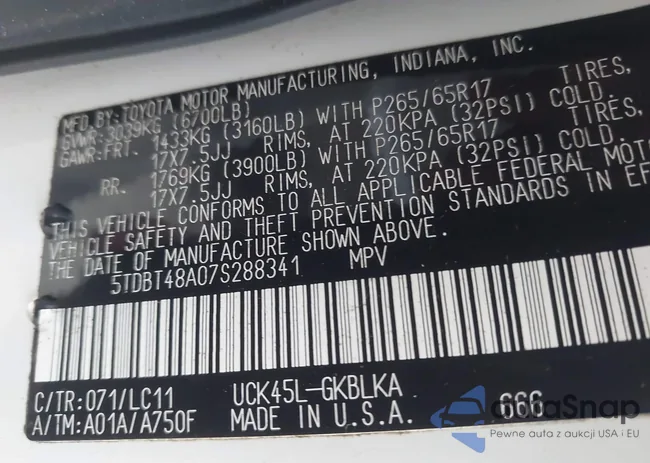 MFD.BY:TOYOTA MOTOR MANUFACTURING, INDIANA, INC.
GVWR:3039KG (6700LB)
GAWR:FRT. 1433KG (3160LB) WITH P265/65R17 TIRES,
17X7.5JJ RIMS, AT 220KPA (32PSI) COLD.
RR. 1769KG (3900LB) WITH P265/65R17 TIRES,
17X7.5JJ RIMS, AT 220KPA (32PSI) COLD.
THIS VEHICLE CONFORMS TO ALL APPLICABLE FEDERAL MOT
VEHICLE SAFETY AND THEFT PREVENTION STANDARDS IN EF
THE DATE OF MANUFACTURE SHOWN ABOVE.
5TDBT48A07S288341 MPV
C/TR:071/LC11 UCK45L-GKBLKA 666
A/TM:A01A/A750F MADE IN U.S.A.
dataSnap
Pewne auta z aukcji USA i EU